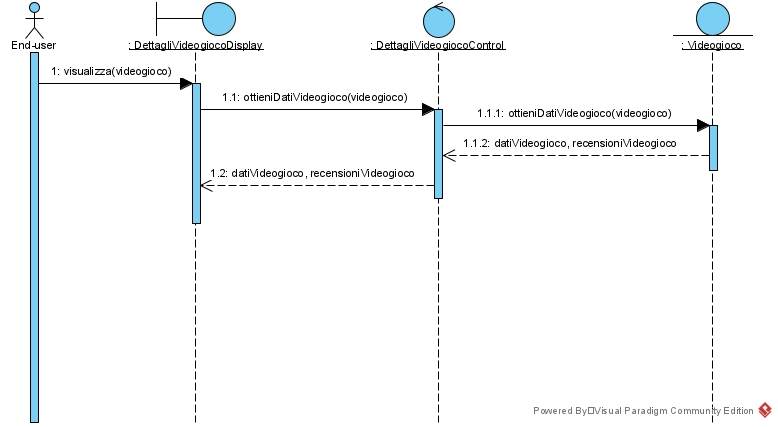 End-user
: DettagliVideogiocoDisplay
: DettagliVideogiocoControl
: Videogioco
1: visualizza(videogioco)
1.1: ottieniDatiVideogioco(videogioco)
1.1.1: ottieniDatiVideogioco(videogioco)
1.1.2: datiVideogioco, recensioniVideogioco
1.2: datiVideogioco, recensioniVideogioco
Powered By Visual Paradigm Community Edition